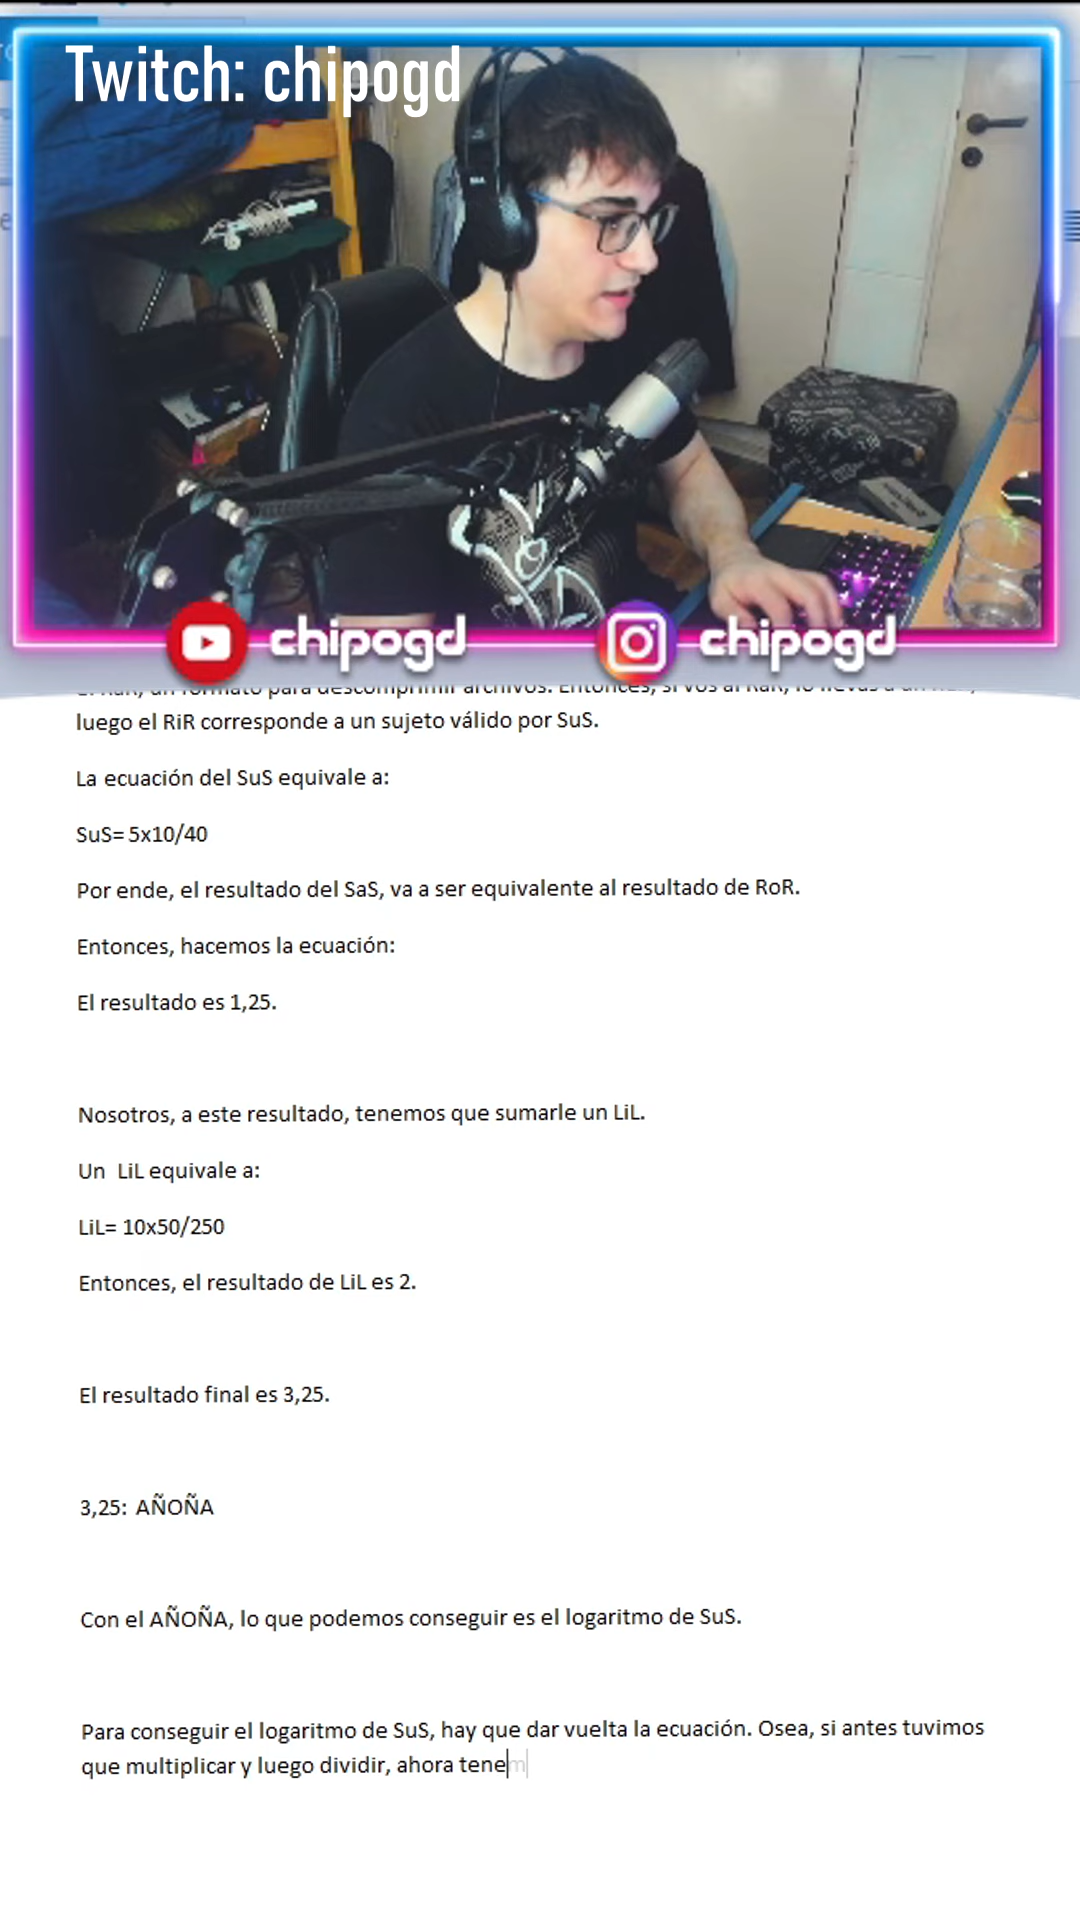 Twitch: chipogd
chipogd
chipogd
luego el RiR corresponde a un sujeto válido por SuS.
La ecuación del SuS equivale a:
SuS= 5x10/40
Por ende, el resultado del SaS, va a ser equivalente al resultado de RoR.
Entonces, hacemos la ecuación:
El resultado es 1,25.
Nosotros, a este resultado, tenemos que sumarle un LiL.
Un  LiL equivale a:
LiL= 10x50/250
Entonces, el resultado de LiL es 2.
El resultado final es 3,25.
3,25: AÑOÑA
Con el AÑOÑA, lo que podemos conseguir es el logaritmo de SuS.
Para conseguir el logaritmo de SuS, hay que dar vuelta la ecuación. Osea, si antes tuvimos
que multiplicar y luego dividir, ahora tenem